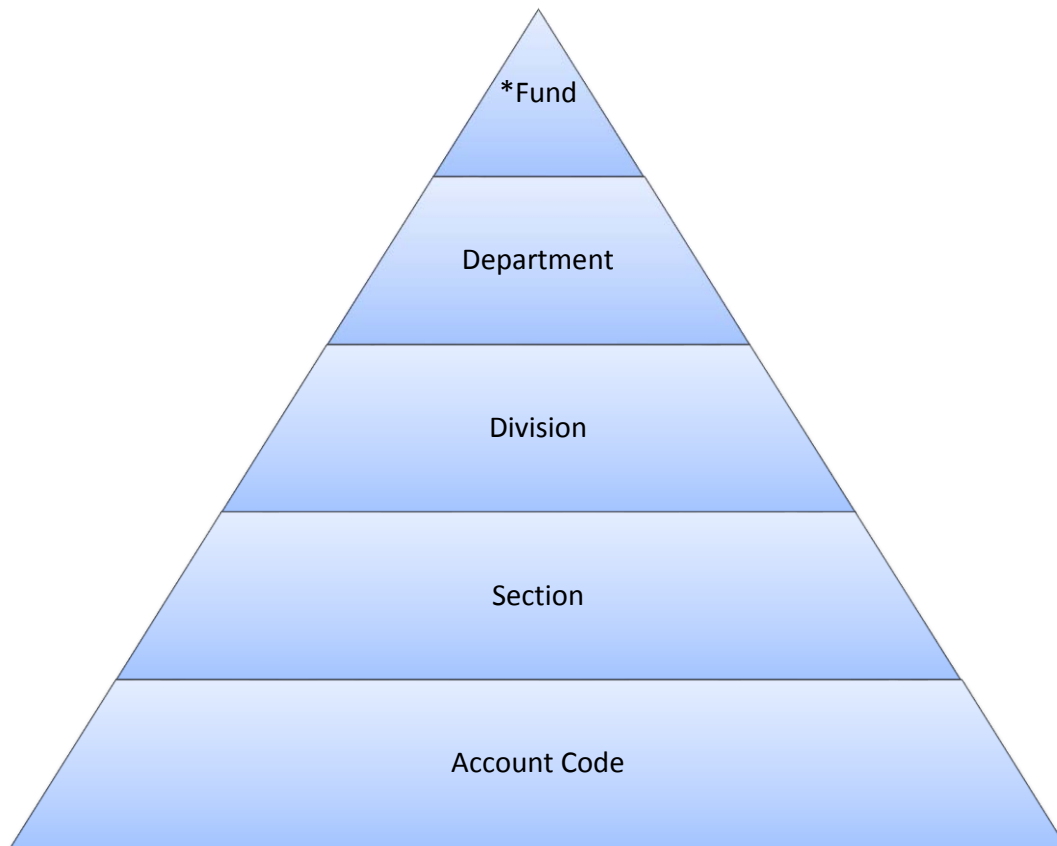 *Fund
Department
Division
Section
Account Code